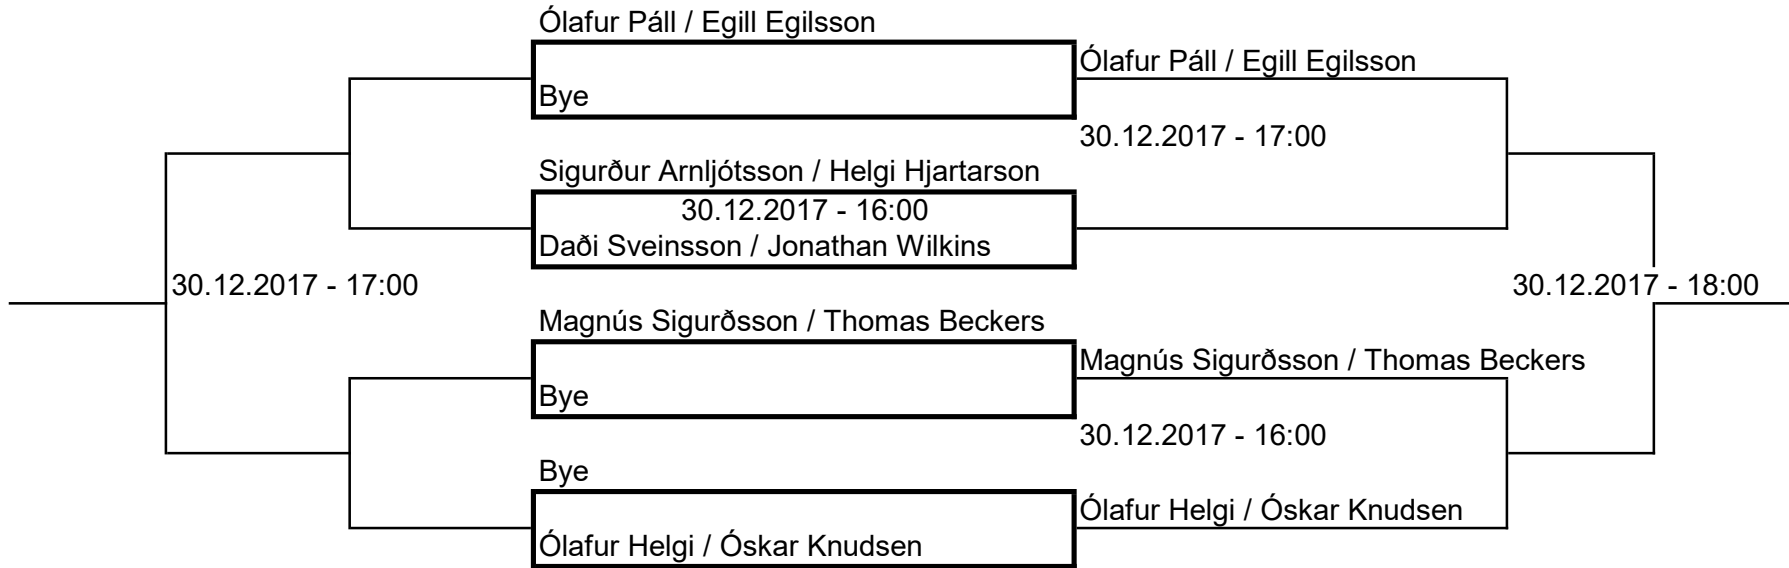 Ólafur Páll / Egill Egilsson
Ólafur Páll / Egill Egilsson
Bye
30.12.2017 - 17:00
Sigurður Arnljótsson / Helgi Hjartarson
30.12.2017 - 16:00
Daði Sveinsson / Jonathan Wilkins
30.12.2017 - 17:00
30.12.2017 - 18:00
Magnús Sigurðsson / Thomas Beckers
Magnús Sigurðsson / Thomas Beckers
Bye
30.12.2017 - 16:00
Bye
Ólafur Helgi / Óskar Knudsen
Ólafur Helgi / Óskar Knudsen